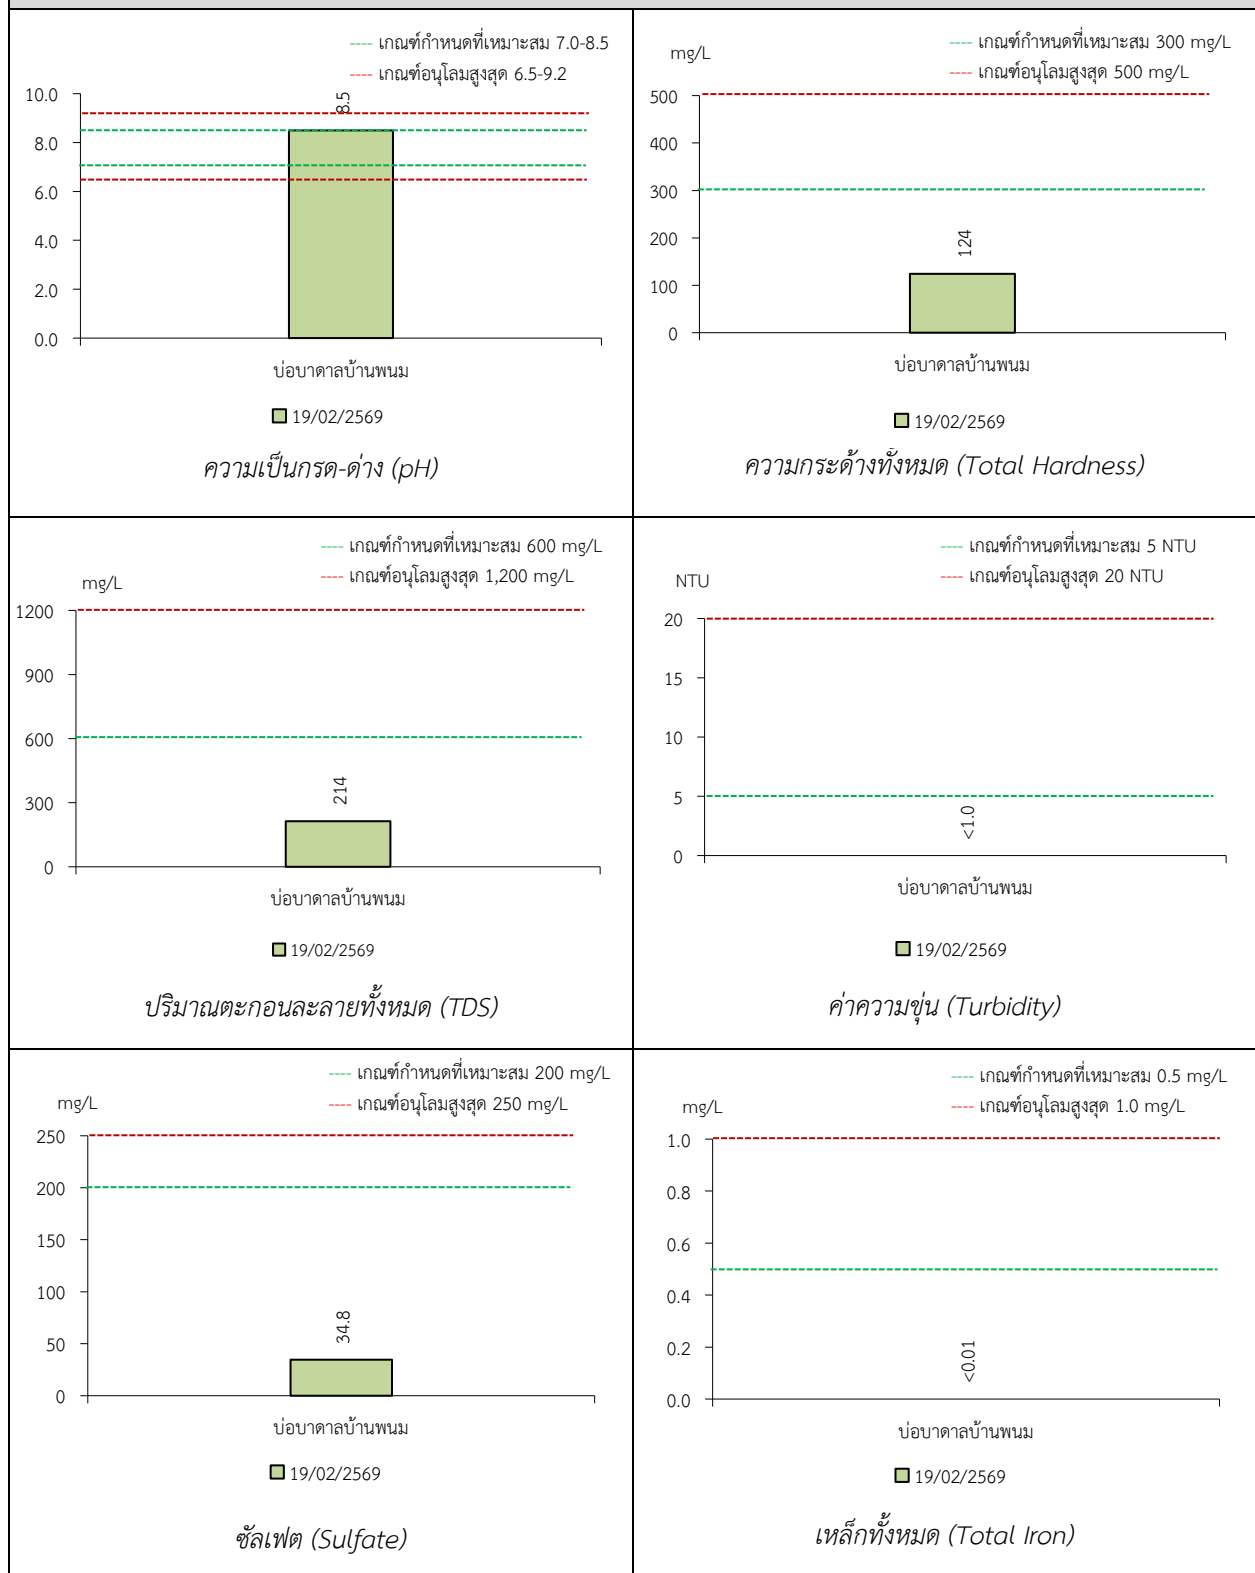 ---- เกณฑ์กำหนดที่เหมาะสม 7.0-8.5
---- เกณฑ์อนุโลมสูงสุด 6.5-9.2
10.0
8.0
6.0
4.0
2.0
0.0
8.5
บ่อบาดาลบ้านพนม
19/02/2569
ความเป็นกรด-ด่าง (pH)
---- เกณฑ์กำหนดที่เหมาะสม 300 mg/L
---- เกณฑ์อนุโลมสูงสุด 500 mg/L
mg/L
500
400
300
200
100
0
124
บ่อบาดาลบ้านพนม
19/02/2569
ความกระด้างทั้งหมด (Total Hardness)
---- เกณฑ์กำหนดที่เหมาะสม 600 mg/L
---- เกณฑ์อนุโลมสูงสุด 1,200 mg/L
mg/L
1200
900
600
300
0
214
บ่อบาดาลบ้านพนม
19/02/2569
ปริมาณตะกอนละลายทั้งหมด (TDS)
---- เกณฑ์กำหนดที่เหมาะสม 5 NTU
---- เกณฑ์อนุโลมสูงสุด 20 NTU
NTU
20
15
10
5
0
<1.0
บ่อบาดาลบ้านพนม
19/02/2569
ค่าความขุ่น (Turbidity)
---- เกณฑ์กำหนดที่เหมาะสม 200 mg/L
---- เกณฑ์อนุโลมสูงสุด 250 mg/L
mg/L
250
200
150
100
50
0
34.8
บ่อบาดาลบ้านพนม
19/02/2569
ซัลเฟต (Sulfate)
---- เกณฑ์กำหนดที่เหมาะสม 0.5 mg/L
---- เกณฑ์อนุโลมสูงสุด 1.0 mg/L
mg/L
1.0
0.8
0.6
0.4
0.2
0.0
<0.01
บ่อบาดาลบ้านพนม
19/02/2569
เหล็กทั้งหมด (Total Iron)